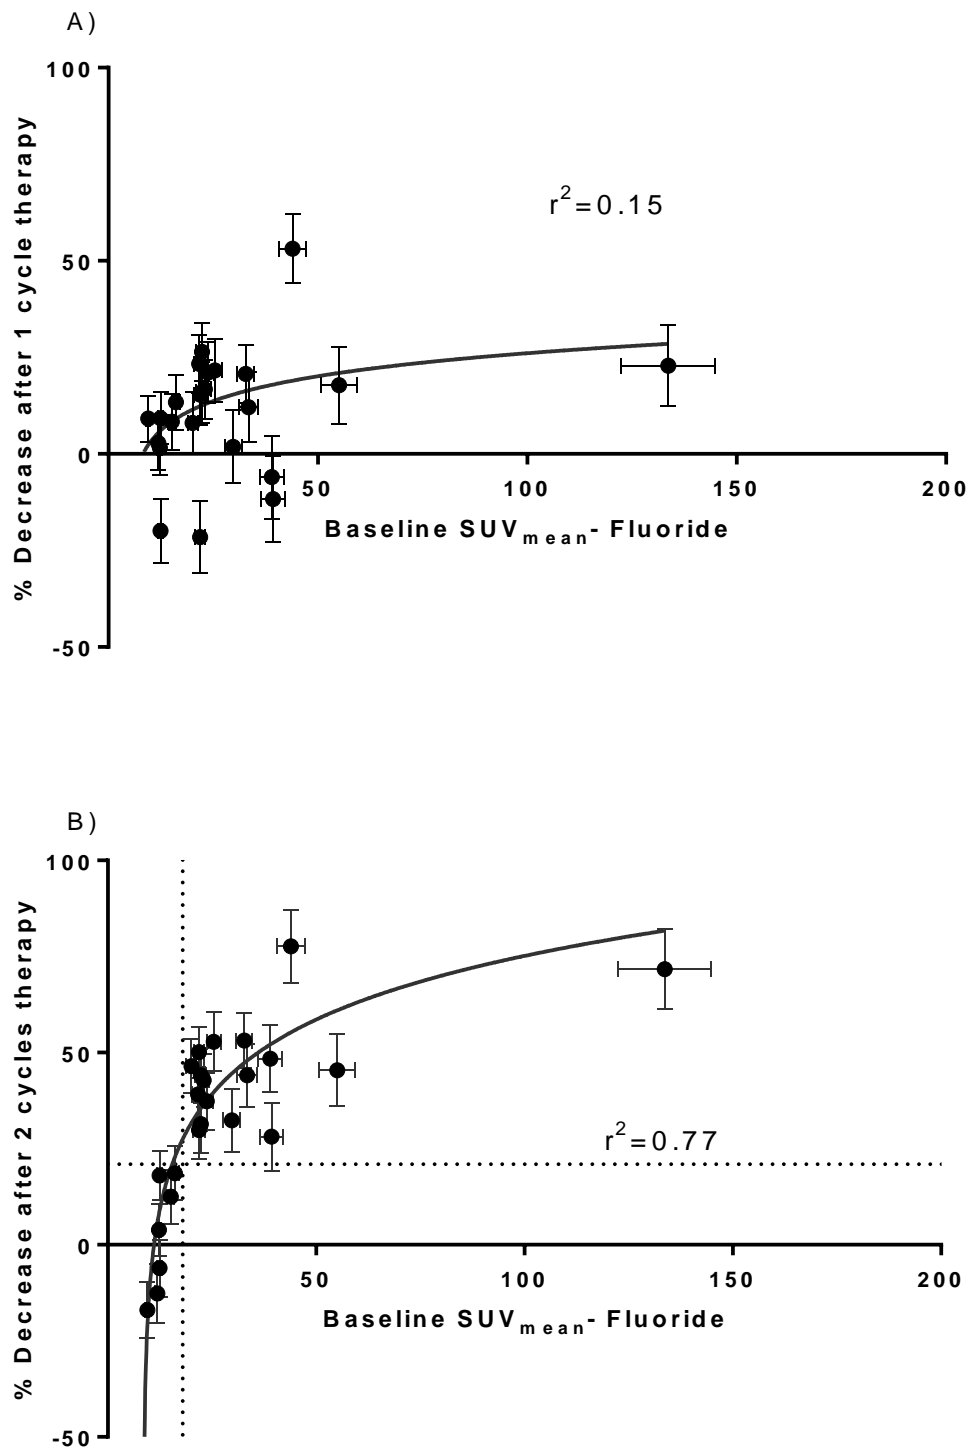 A)
100
50
0
-50
% Decrease after 1 cycle therapy
r²=0.15
50
100
150
200
Baseline SUVmean- Fluoride
B)
100
50
0
-50
% Decrease after 2 cycles therapy
r²=0.77
50
100
150
200
Baseline SUVmean- Fluoride